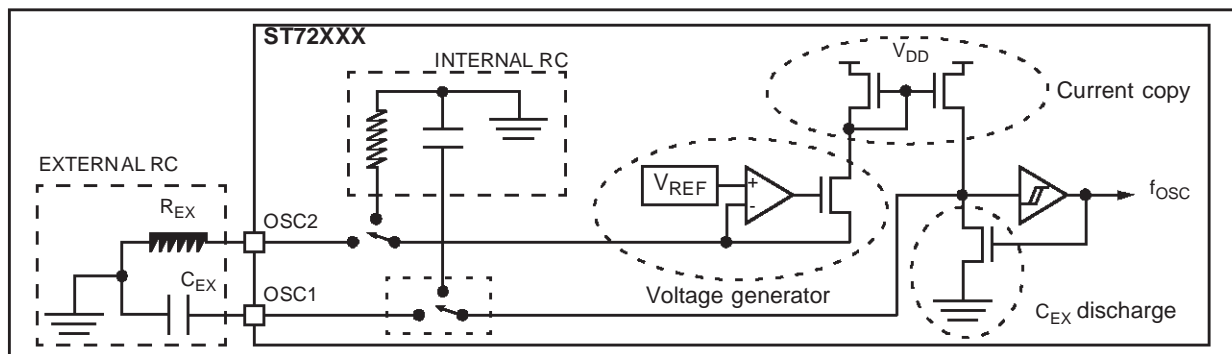 ST72XXX
INTERNAL RC
VDD
Current copy
EXTERNAL RC
REX
OSC2
VREF
+
-
fOSC
CEX
OSC1
Voltage generator
CEX discharge